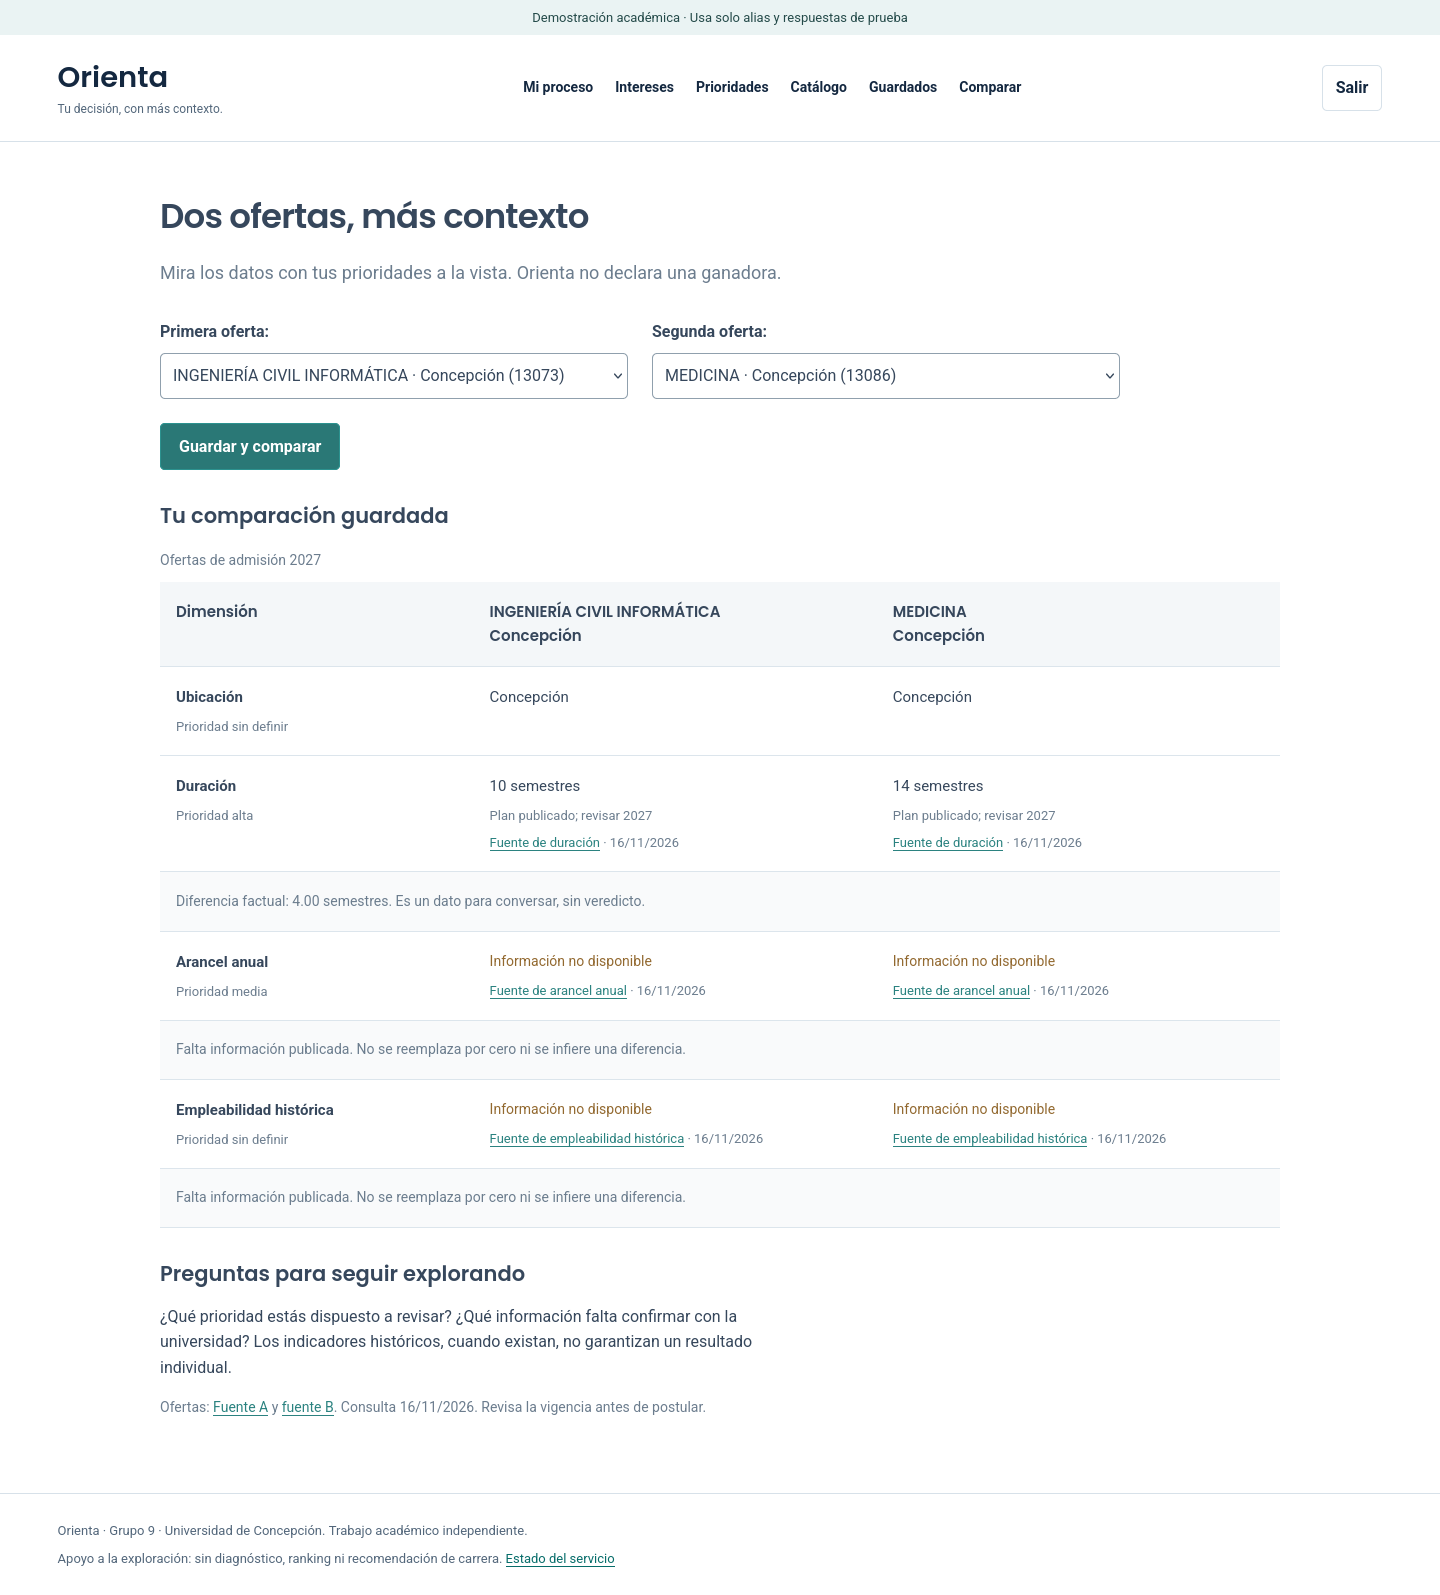 Demostración académica · Usa solo alias y respuestas de prueba
Orienta
Tu decisión, con más contexto.
Mi proceso Intereses Prioridades Catálogo Guardados Comparar
Salir
Dos ofertas, más contexto
Mira los datos con tus prioridades a la vista. Orienta no declara una ganadora.
Primera oferta: Segunda oferta:
INGENIERÍA CIVIL INFORMÁTICA · Concepción (13073) MEDICINA · Concepción (13086)
Guardar y comparar
Tu comparación guardada
Ofertas de admisión 2027
Dimensión INGENIERÍA CIVIL INFORMÁTICA MEDICINA
Concepción Concepción
Ubicación Concepción Concepción
Prioridad sin definir
Duración 10 semestres 14 semestres
Prioridad alta Plan publicado; revisar 2027 Plan publicado; revisar 2027
Fuente de duración · 16/11/2026 Fuente de duración · 16/11/2026
Diferencia factual: 4.00 semestres. Es un dato para conversar, sin veredicto.
Arancel anual Información no disponible Información no disponible
Prioridad media Fuente de arancel anual · 16/11/2026 Fuente de arancel anual · 16/11/2026
Falta información publicada. No se reemplaza por cero ni se infiere una diferencia.
Empleabilidad histórica Información no disponible Información no disponible
Prioridad sin definir Fuente de empleabilidad histórica · 16/11/2026 Fuente de empleabilidad histórica · 16/11/2026
Falta información publicada. No se reemplaza por cero ni se infiere una diferencia.
Preguntas para seguir explorando
¿Qué prioridad estás dispuesto a revisar? ¿Qué información falta confirmar con la
universidad? Los indicadores históricos, cuando existan, no garantizan un resultado
individual.
Ofertas: Fuente A y fuente B. Consulta 16/11/2026. Revisa la vigencia antes de postular.
Orienta · Grupo 9 · Universidad de Concepción. Trabajo académico independiente.
Apoyo a la exploración: sin diagnóstico, ranking ni recomendación de carrera. Estado del servicio